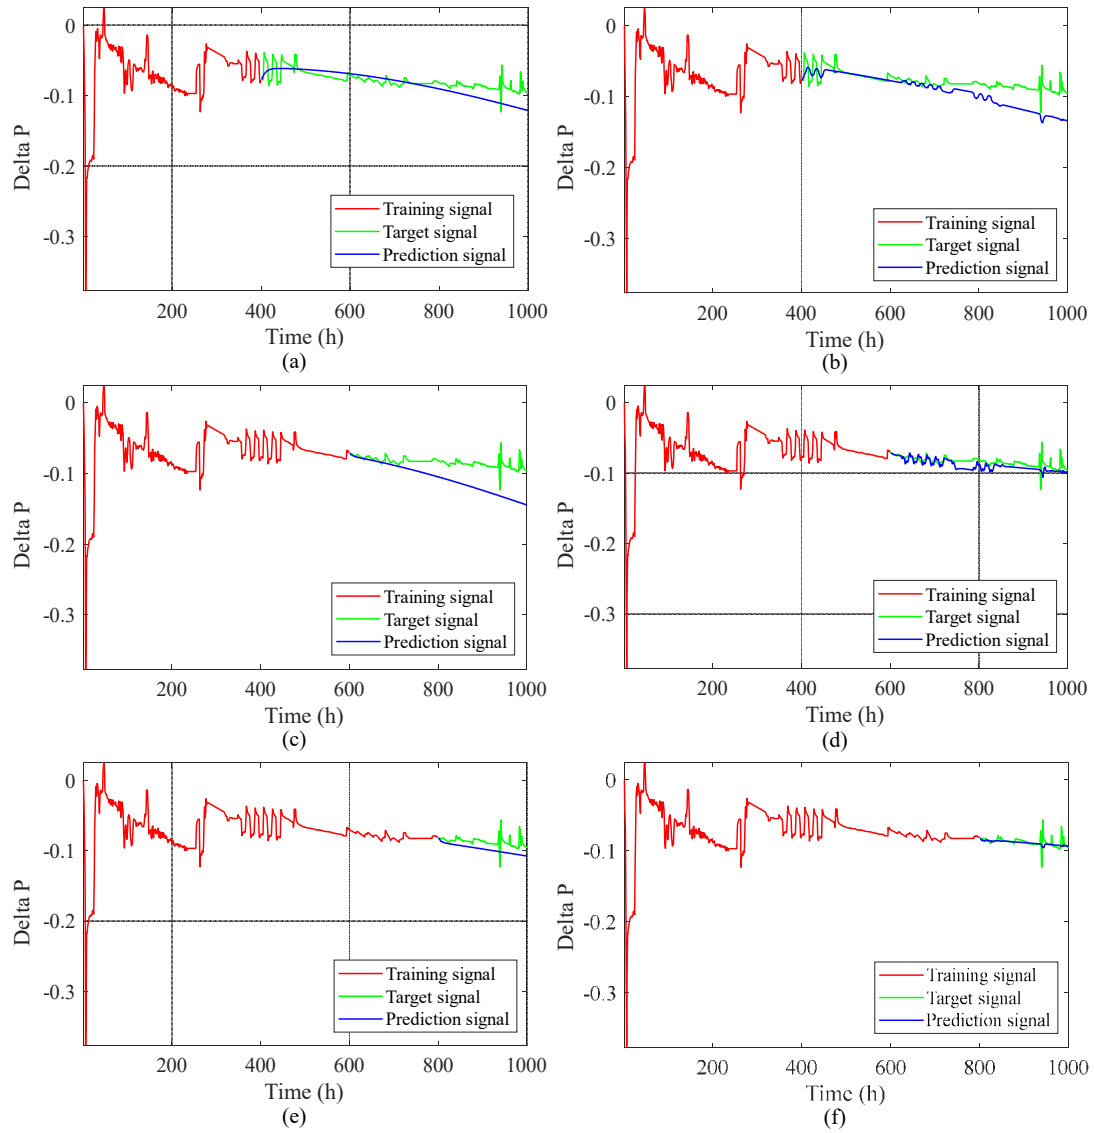 0
-0.1
-0.2
-0.3
Delta P
Training signal
Target signal
Prediction signal
200 400 600 800 1000
Time (h)
(a)
0
-0.1
-0.2
-0.3
Delta P
Training signal
Target signal
Prediction signal
200 400 600 800 1000
Time (h)
(b)
0
-0.1
-0.2
-0.3
Delta P
Training signal
Target signal
Prediction signal
200 400 600 800 1000
Time (h)
(c)
0
-0.1
-0.2
-0.3
Delta P
Training signal
Target signal
Prediction signal
200 400 600 800 1000
Time (h)
(d)
0
-0.1
-0.2
-0.3
Delta P
Training signal
Target signal
Prediction signal
200 400 600 800 1000
Time (h)
(e)
0
-0.1
-0.2
-0.3
Delta P
Training signal
Target signal
Prediction signal
200 400 600 800 1000
Time (h)
(f)